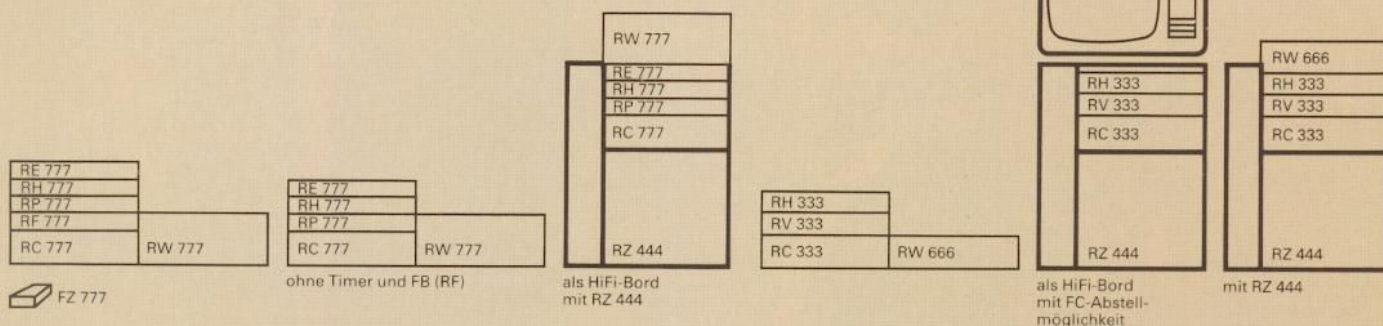 RE 777
RH 777
RP 777
RF 777
RC 777
RW 777
FZ 777
RE 777
RH 777
RP 777
RC 777
RW 777
ohne Timer und FB (RF)
RW 777
RE 777
RH 777
RP 777
RC 777
RZ 444
als HiFi-Bord
mit RZ 444
RH 333
RV 333
RC 333
RW 666
RH 333
RV 333
RC 333
RZ 444
als HiFi-Bord
mit FC-Abstell-
möglichkeit
RW 666
RH 333
RV 333
RC 333
RZ 444
mit RZ 444